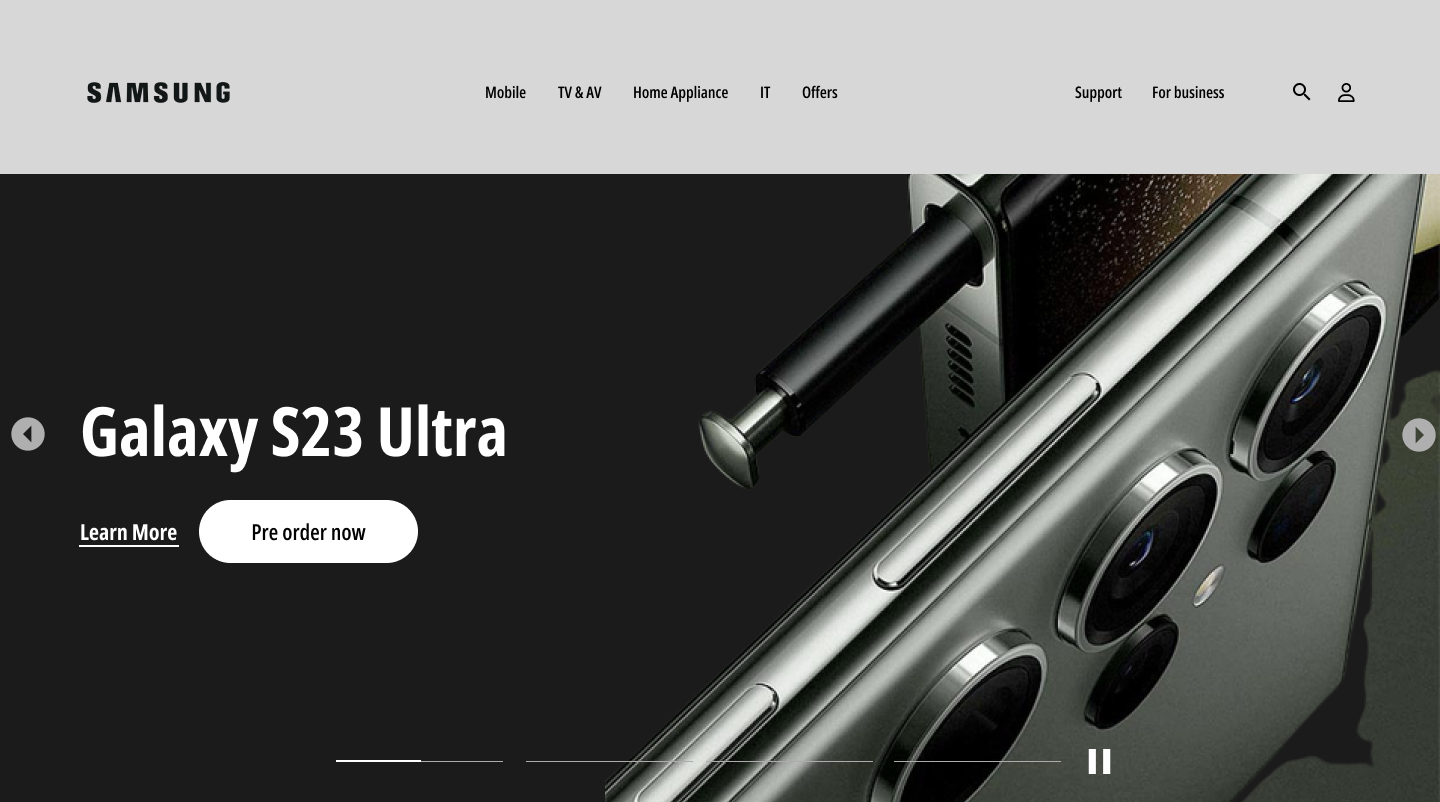 SAMSUNG
Mobile TV & AV Home Appliance IT Offers
Support For business
Galaxy S23 Ultra
Learn More
Pre order now